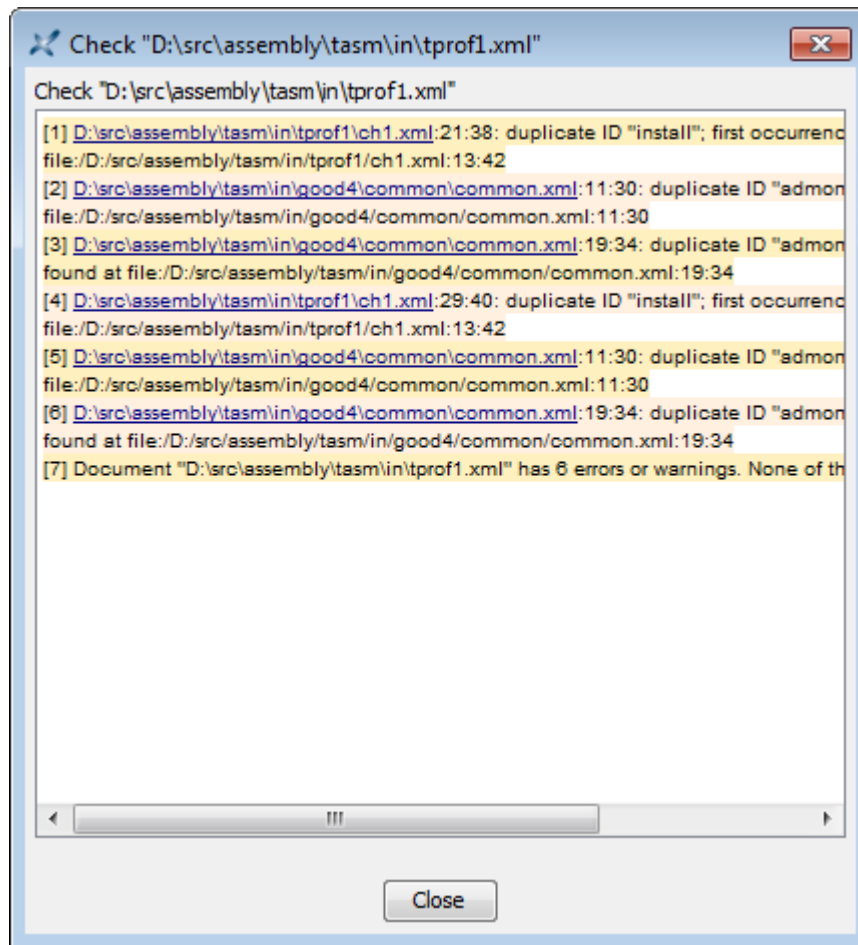 Check "D:\src\assembly\tasm\in\tprof1.xml"
Check "D:\src\assembly\tasm\in\tprof1.xml"
[1] D:\src\assembly\tasm\in\tprof1\ch1.xml:21:38: duplicate ID "install"; first occurrenc
file:/D:/src/assembly/tasm/in/tprof1/ch1.xml:13:42
[2] D:\src\assembly\tasm\in\good4\common\common.xml:11:30: duplicate ID "admon
file:/D:/src/assembly/tasm/in/good4/common/common.xml:11:30
[3] D:\src\assembly\tasm\in\good4\common\common.xml:19:34: duplicate ID "admon
found at file:/D:/src/assembly/tasm/in/good4/common/common.xml:19:34
[4] D:\src\assembly\tasm\in\tprof1\ch1.xml:29:40: duplicate ID "install"; first occurrenc
file:/D:/src/assembly/tasm/in/tprof1/ch1.xml:13:42
[5] D:\src\assembly\tasm\in\good4\common\common.xml:11:30: duplicate ID "admon
file:/D:/src/assembly/tasm/in/good4/common/common.xml:11:30
[6] D:\src\assembly\tasm\in\good4\common\common.xml:19:34: duplicate ID "admon
found at file:/D:/src/assembly/tasm/in/good4/common/common.xml:19:34
[7] Document "D:\src\assembly\tasm\in\tprof1.xml" has 6 errors or warnings. None of th
Close